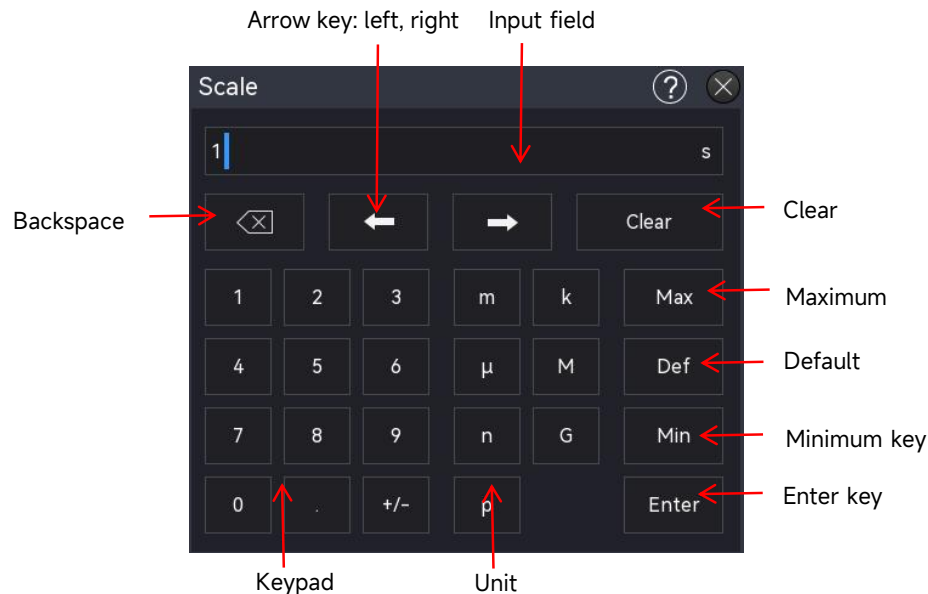 Arrow key: left, right Input field
Scale ?
1 s
Backspace Clear Clear
1 2 3 m k Max Maximum
4 5 6 μ M Def Default
7 8 9 n G Min Minimum key
0 . +/- p Enter Enter key
Keypad Unit